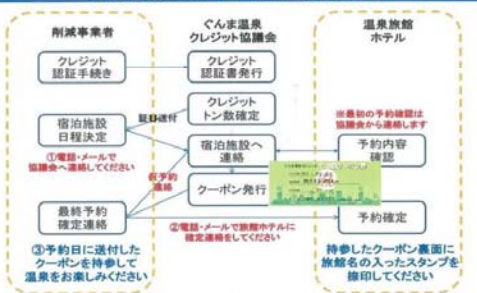 削減事業者
ぐんま温泉
クレジット協議会
温泉旅館
ホテル
クレジット
認証手続き
クレジット
認証書発行
クレジット
トン数確定
送付
宿泊施設
日程決定
①電話・メールで
協議会へ連絡してください
宿泊施設へ
連絡
※最初の予約確認は
協議会から連絡します
予約内容
確認
仮予約
連絡
クーポン発行
最終予約
確定連絡
②電話・メールで旅館ホテルに
確定連絡をしてください
予約確定
③予約日に送付した
クーポンを持参して
温泉をお楽しみください
持参したクーポン裏面に
旅館名の入ったスタンプを
捺印してください